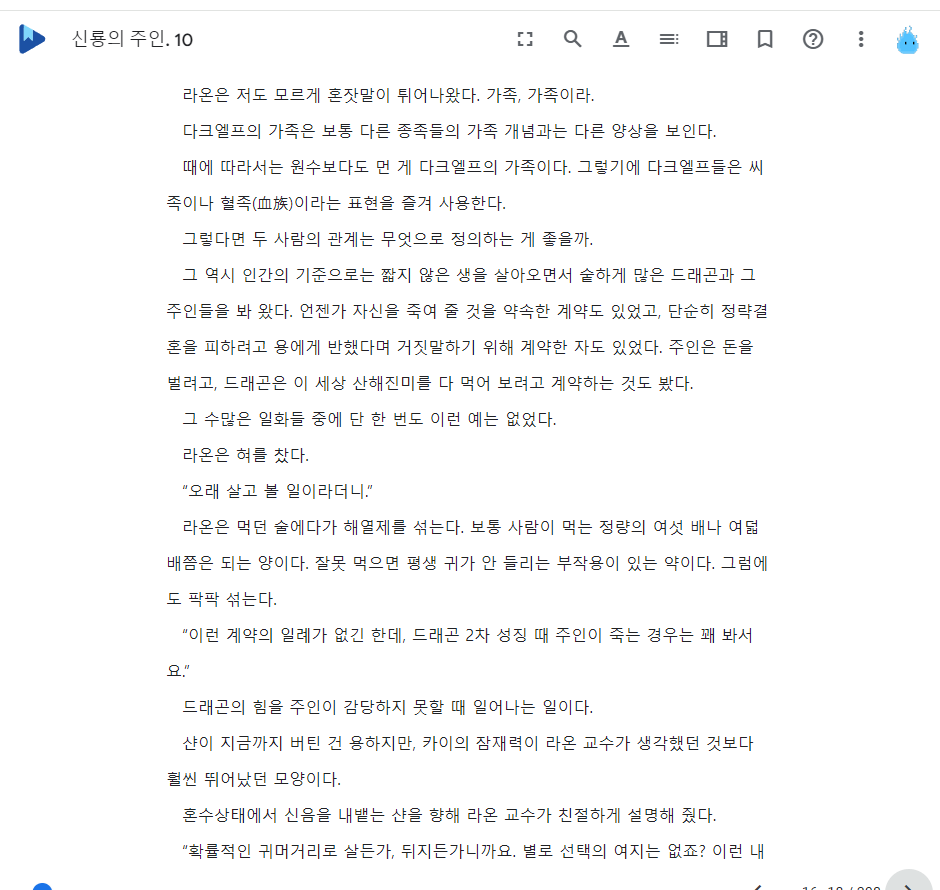 신룡의 주인. 10
라온은 저도 모르게 혼잣말이 튀어나왔다. 가족, 가족이라.
다크엘프의 가족은 보통 다른 종족들의 가족 개념과는 다른 양상을 보인다.
때에 따라서는 원수보다도 먼 게 다크엘프의 가족이다. 그렇기에 다크엘프들은 씨
족이나 혈족(血族)이라는 표현을 즐겨 사용한다.
그렇다면 두 사람의 관계는 무엇으로 정의하는 게 좋을까.
그 역시 인간의 기준으로는 짧지 않은 생을 살아오면서 숱하게 많은 드래곤과 그
주인들을 봐 왔다. 언젠가 자신을 죽여 줄 것을 약속한 계약도 있었고, 단순히 정략결
혼을 피하려고 용에게 반했다며 거짓말하기 위해 계약한 자도 있었다. 주인은 돈을
벌려고, 드래곤은 이 세상 산해진미를 다 먹어 보려고 계약하는 것도 봤다.
그 수많은 일화들 중에 단 한 번도 이런 예는 없었다.
라온은 혀를 찼다.
“오래 살고 볼 일이라더니.”
라온은 먹던 술에다가 해열제를 섞는다. 보통 사람이 먹는 정량의 여섯 배나 여덟
배쯤은 되는 양이다. 잘못 먹으면 평생 귀가 안 들리는 부작용이 있는 약이다. 그럼에
도 팍팍 섞는다.
“이런 계약의 일례가 없긴 한데, 드래곤 2차 성징 때 주인이 죽는 경우는 꽤 봐서
요.”
드래곤의 힘을 주인이 감당하지 못할 때 일어나는 일이다.
샨이 지금까지 버틴 건 용하지만, 카이의 잠재력이 라온 교수가 생각했던 것보다
훨씬 뛰어났던 모양이다.
혼수상태에서 신음을 내뱉는 샨을 향해 라온 교수가 친절하게 설명해 줬다.
“확률적인 귀머거리로 살든가, 뒤지든가니까요. 별로 선택의 여지는 없죠? 이런 내